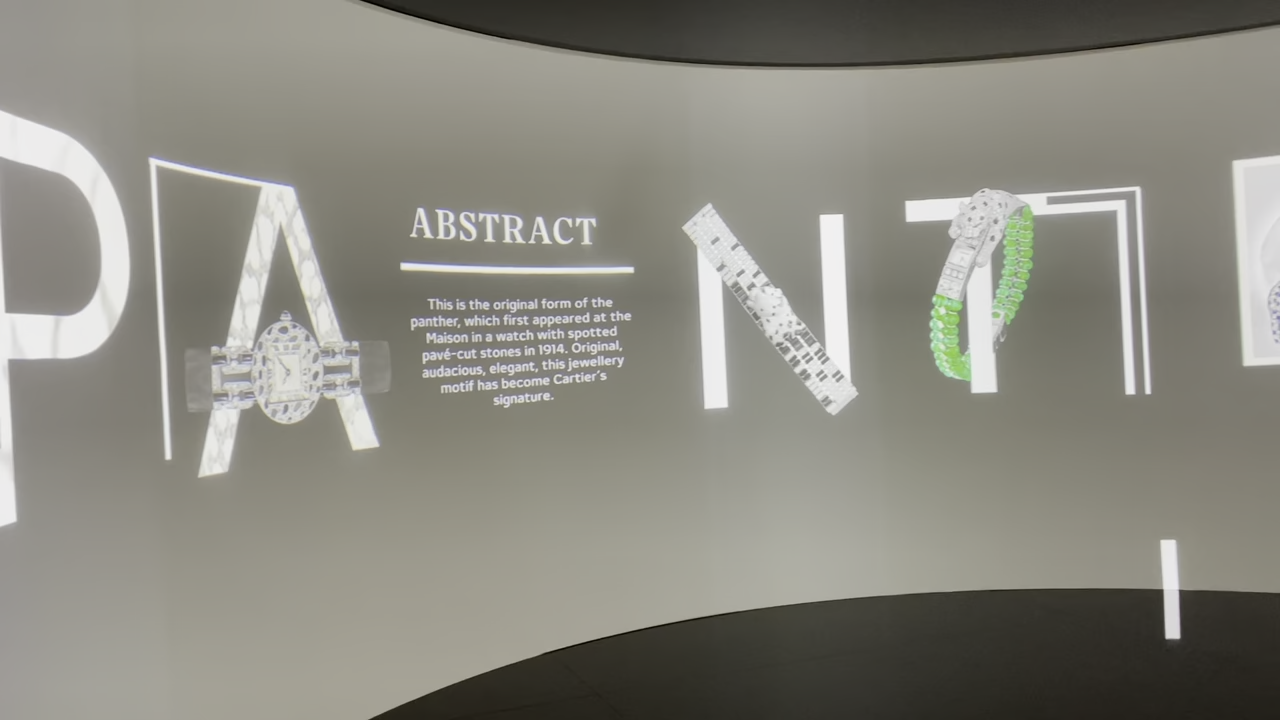 PANT
ABSTRACT
This is the original form of the
panther, which first appeared at the
Maison in a watch with spotted
pavé-cut stones in 1914. Original,
audacious, elegant, this jewellery
motif has become Cartier's
signature.